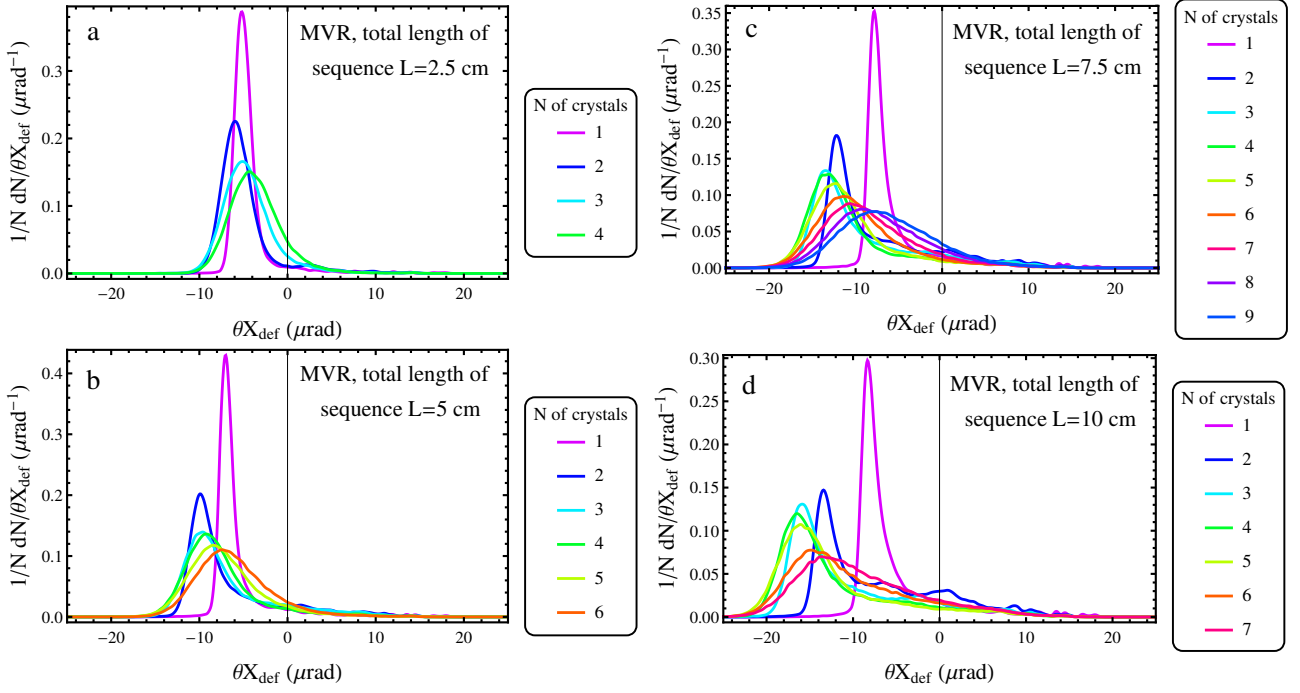 a
MVR, total length of
sequence L=2.5 cm
1/N dN/θX_def (μrad⁻¹)
0.3
0.2
0.1
0.0
−20
−10
0
10
20
θX_def (μrad)
N of crystals
1
2
3
4
c
MVR, total length of
sequence L=7.5 cm
1/N dN/θX_def (μrad⁻¹)
0.35
0.30
0.25
0.20
0.15
0.10
0.05
0.00
−20
−10
0
10
20
θX_def (μrad)
N of crystals
1
2
3
4
5
6
7
8
9
b
MVR, total length of
sequence L=5 cm
1/N dN/θX_def (μrad⁻¹)
0.4
0.3
0.2
0.1
0.0
−20
−10
0
10
20
θX_def (μrad)
N of crystals
1
2
3
4
5
6
d
MVR, total length of
sequence L=10 cm
1/N dN/θX_def (μrad⁻¹)
0.30
0.25
0.20
0.15
0.10
0.05
0.00
−20
−10
0
10
20
θX_def (μrad)
N of crystals
1
2
3
4
5
6
7